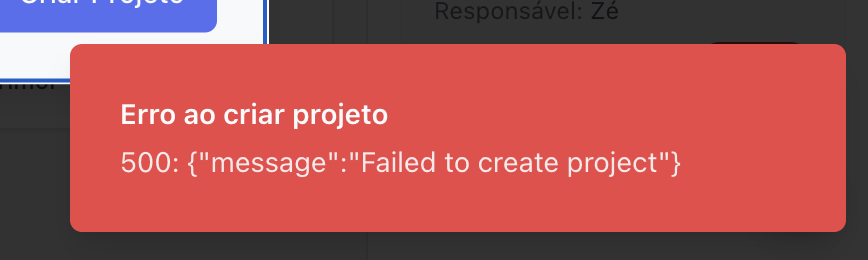 Criar Projeto
Responsável: Zé
Erro ao criar projeto
500: {"message":"Failed to create project"}